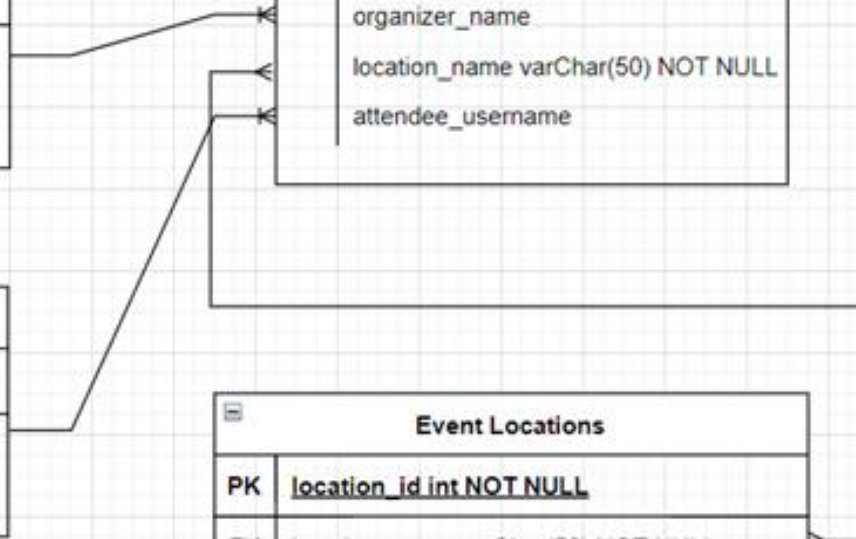 organizer_name
location_name varChar(50) NOT NULL
attendee_username
Event Locations
PK location_id int NOT NULL